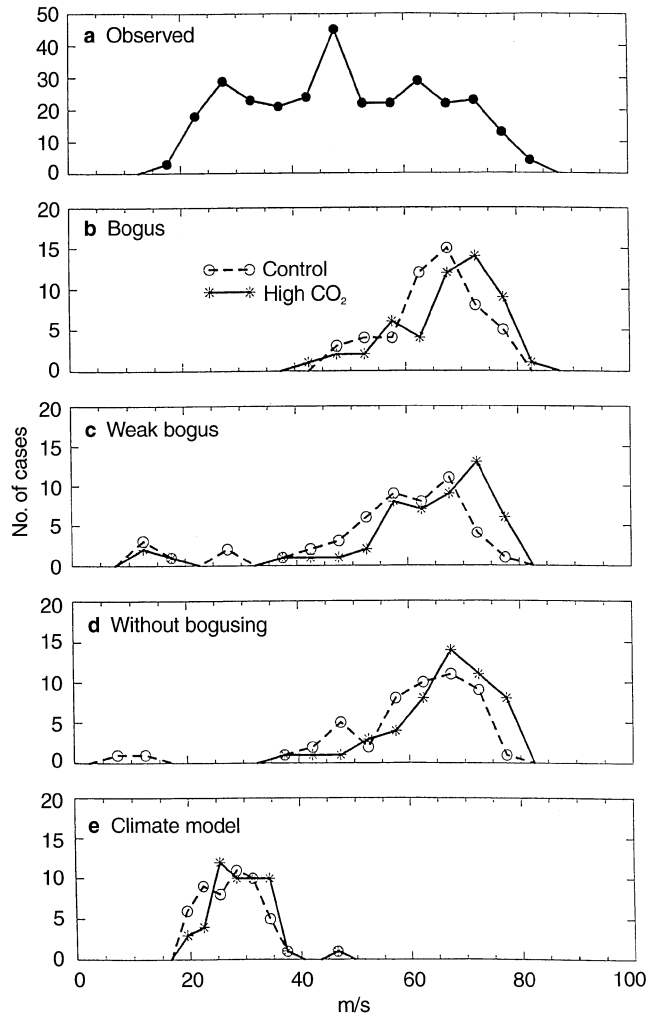 50
a Observed
40
30
20
10
0
20
b Bogus
15
Control
10
High CO₂
5
0
20
c Weak bogus
15
10
5
0
No. of cases
20
d Without bogusing
15
10
5
0
20
e Climate model
15
10
5
0
0 20 40 60 80 100
m/s